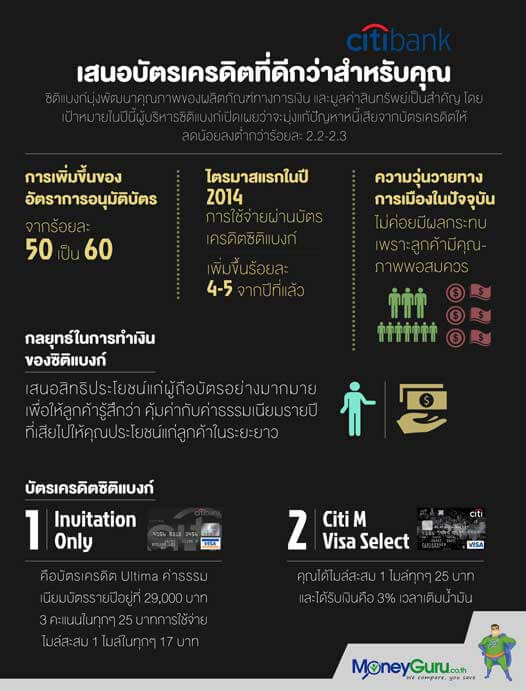 citibank
เสนอบัตรเครดิตที่ดีกว่าสำหรับคุณ
ซิตีแบงก์มุ่งพัฒนาคุณภาพของผลิตภัณฑ์ทางการเงิน และมูลค่าสินทรัพย์เป็นสำคัญ โดย
เป้าหมายในปีนี้ผู้บริหารซิตีแบงก์เปิดเผยว่าจะมุ่งแก้ปัญหาหนี้เสียจากบัตรเครดิตให้
ลดน้อยลงต่ำกว่าร้อยละ 2.2-2.3
การเพิ่มขึ้นของ
อัตราการอนุมัติบัตร
จากร้อยละ
50 เป็น 60
ไตรมาสแรกในปี
2014
การใช้จ่ายผ่านบัตร
เครดิตซิตีแบงก์
เพิ่มขึ้นร้อยละ
4-5 จากปีที่แล้ว
ความวุ่นวายทาง
การเมืองในปัจจุบัน
ไม่ค่อยมีผลกระทบ
เพราะลูกค้ามีคุณ-
ภาพพอสมควร
กลยุทธ์ในการทำเงิน
ของซิติแบงก์
เสนอสิทธิประโยชน์แก่ผู้ถือบัตรอย่างมากมาย
เพื่อให้ลูกค้ารู้สึกว่า คุ้มค่ากับค่าธรรมเนียมรายปี
ที่เสียไปให้คุณประโยชน์แก่ลูกค้าในระยะยาว
บัตรเครดิตซิติแบงก์
1 Invitation
Only
citibank
VISA
คือบัตรเครดิต Ultima ค่าธรรม
เนียมบัตรรายปีอยู่ที่ 29,000 บาท
3 คะแนนในทุกๆ 25 บาทการใช้จ่าย
ไมล์สะสม 1 ไมล์ในทุกๆ 17 บาท
2 Citi M
Visa Select
citi
VISA
คุณได้ไมล์สะสม 1 ไมล์ทุกๆ 25 บาท
และได้รับเงินคือ 3% เวลาเติมน้ำมัน
MoneyGuru.co.th
We compare, you save